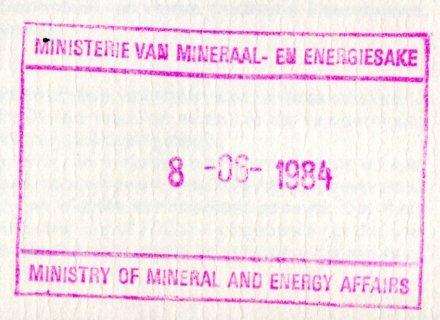 MINISTERIE VAN MINERAAL- EN ENERGIESAKE
8 -06- 1984
MINISTRY OF MINERAL AND ENERGY AFFAIRS